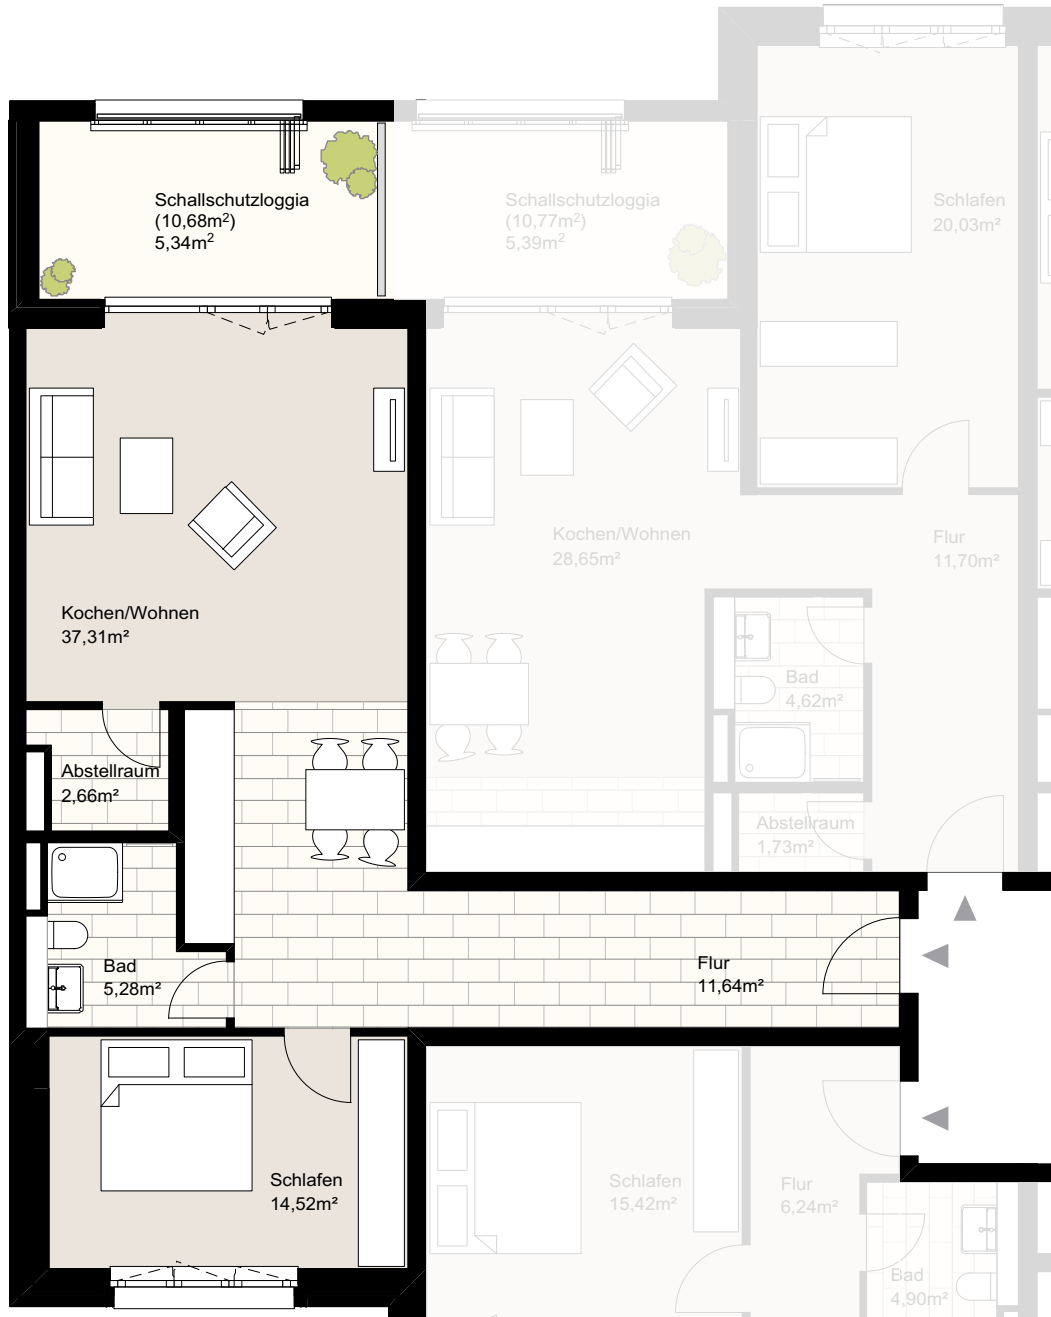 Schallschutzloggia
(10,68m²)
5,34m²
Schallschutzloggia
(10,77m²)
5,39m²
Schlafen
20,03m²
Kochen/Wohnen
28,65m²
Flur
11,70m²
Kochen/Wohnen
37,31m²
Bad
4,62m²
Abstellraum
2,66m²
Abstellraum
1,73m²
Bad
5,28m²
Flur
11,64m²
Schlafen
14,52m²
Schlafen
15,42m²
Flur
6,24m²
Bad
4,90m²